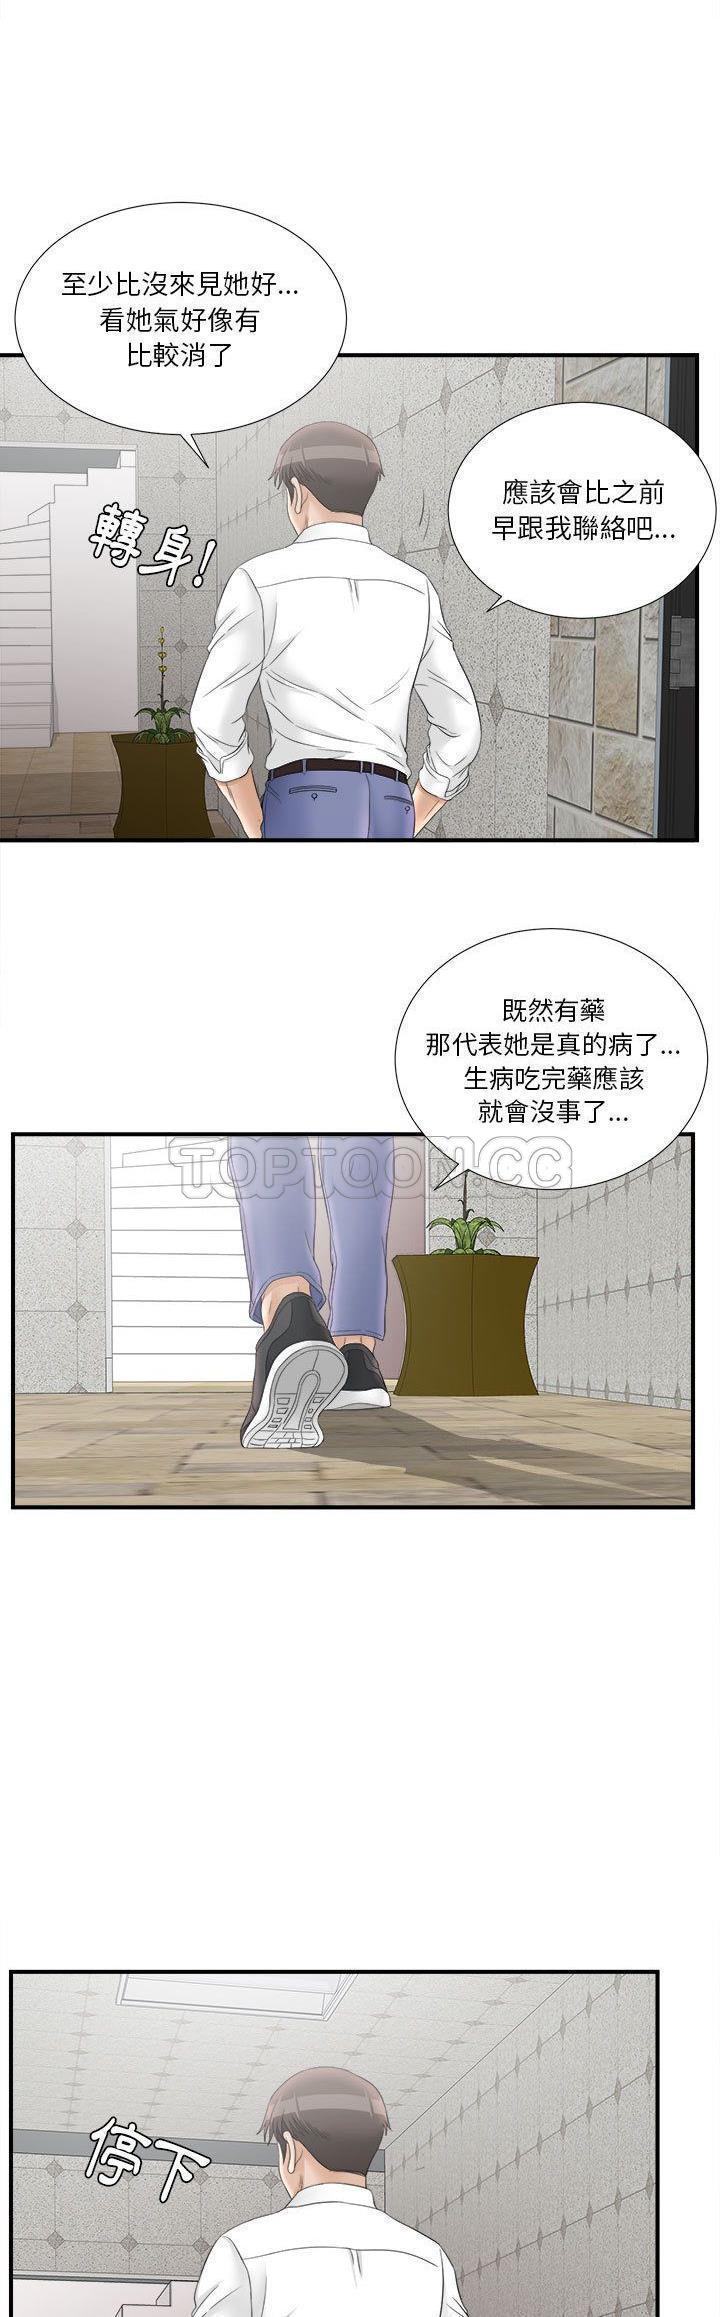 至少比沒來見她好...
看她氣好像有
比較消了
轉身!
應該會比之前
早跟我聯絡吧...
既然有藥
那代表她是真的病了...
生病吃完藥應該
就會沒事了...
TOPTOON.CC
停下